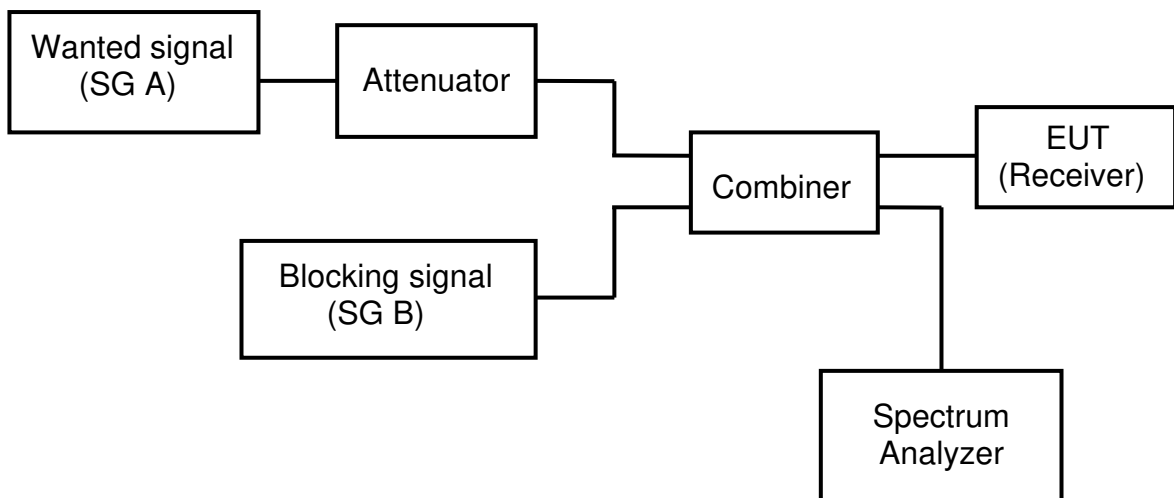 Wanted signal
(SG A)
Attenuator
EUT
(Receiver)
Combiner
Blocking signal
(SG B)
Spectrum
Analyzer